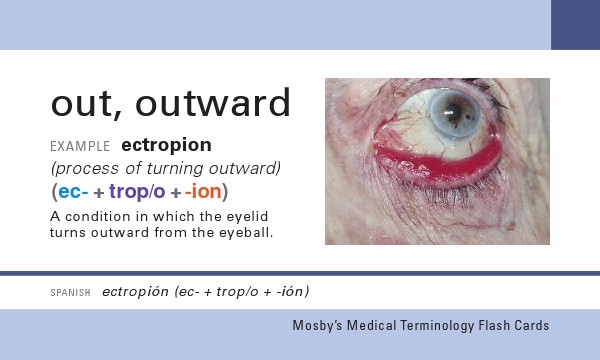 out, outward
EXAMPLE ectropion
(process of turning outward)
(ec- + trop/o + -ion)
A condition in which the eyelid
turns outward from the eyeball.
SPANISH ectropión (ec- + trop/o + -ión)
Mosby's Medical Terminology Flash Cards